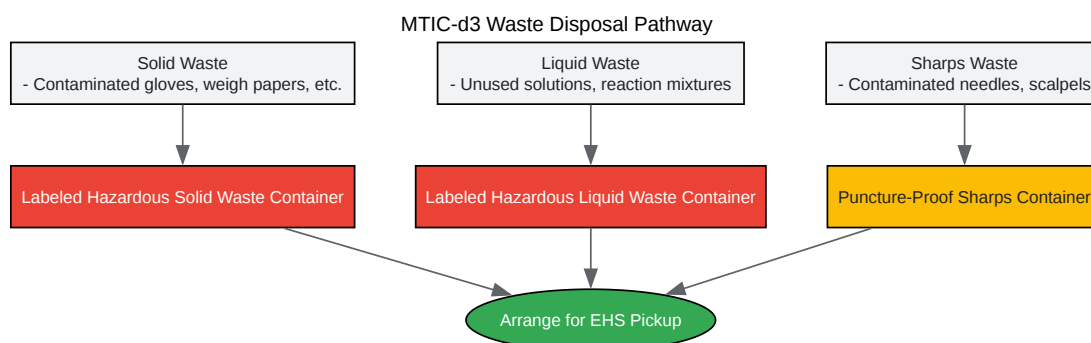 MTIC-d3 Waste Disposal Pathway
Solid Waste
- Contaminated gloves, weigh papers, etc.
Liquid Waste
- Unused solutions, reaction mixtures
Sharps Waste
- Contaminated needles, scalpels
Labeled Hazardous Solid Waste Container
Labeled Hazardous Liquid Waste Container
Puncture-Proof Sharps Container
Arrange for EHS Pickup